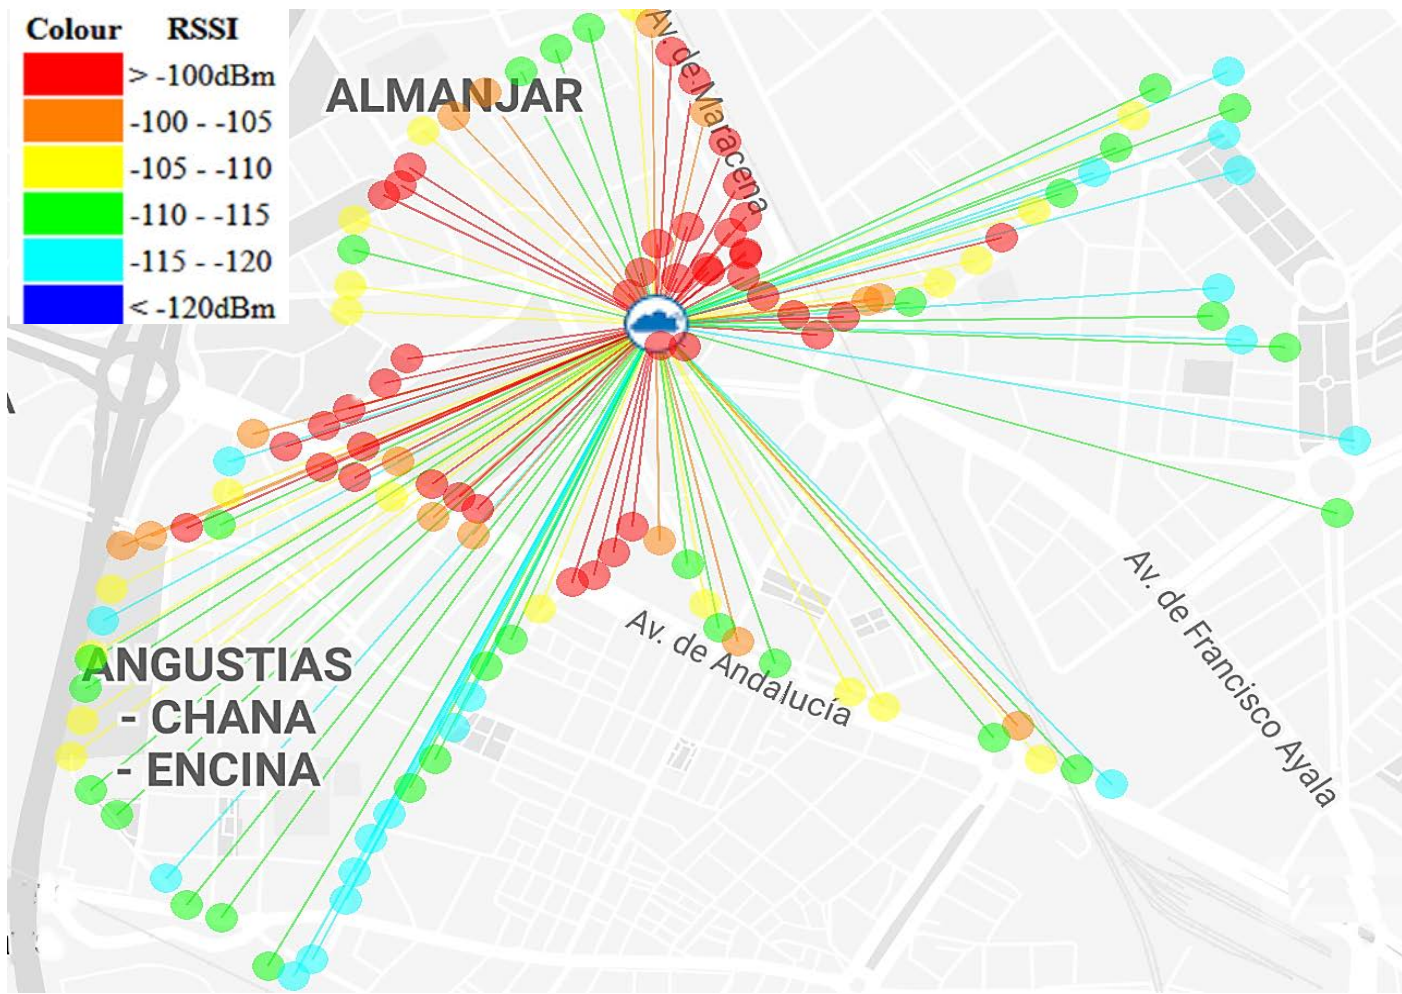 Colour RSSI
> -100dBm
-100 - -105
-105 - -110
-110 - -115
-115 - -120
< -120dBm
ALMANJAR
Av. de Maracena
ANGUSTIAS
- CHANA
- ENCINA
Av. de Andalucía
Av. de Francisco Ayala